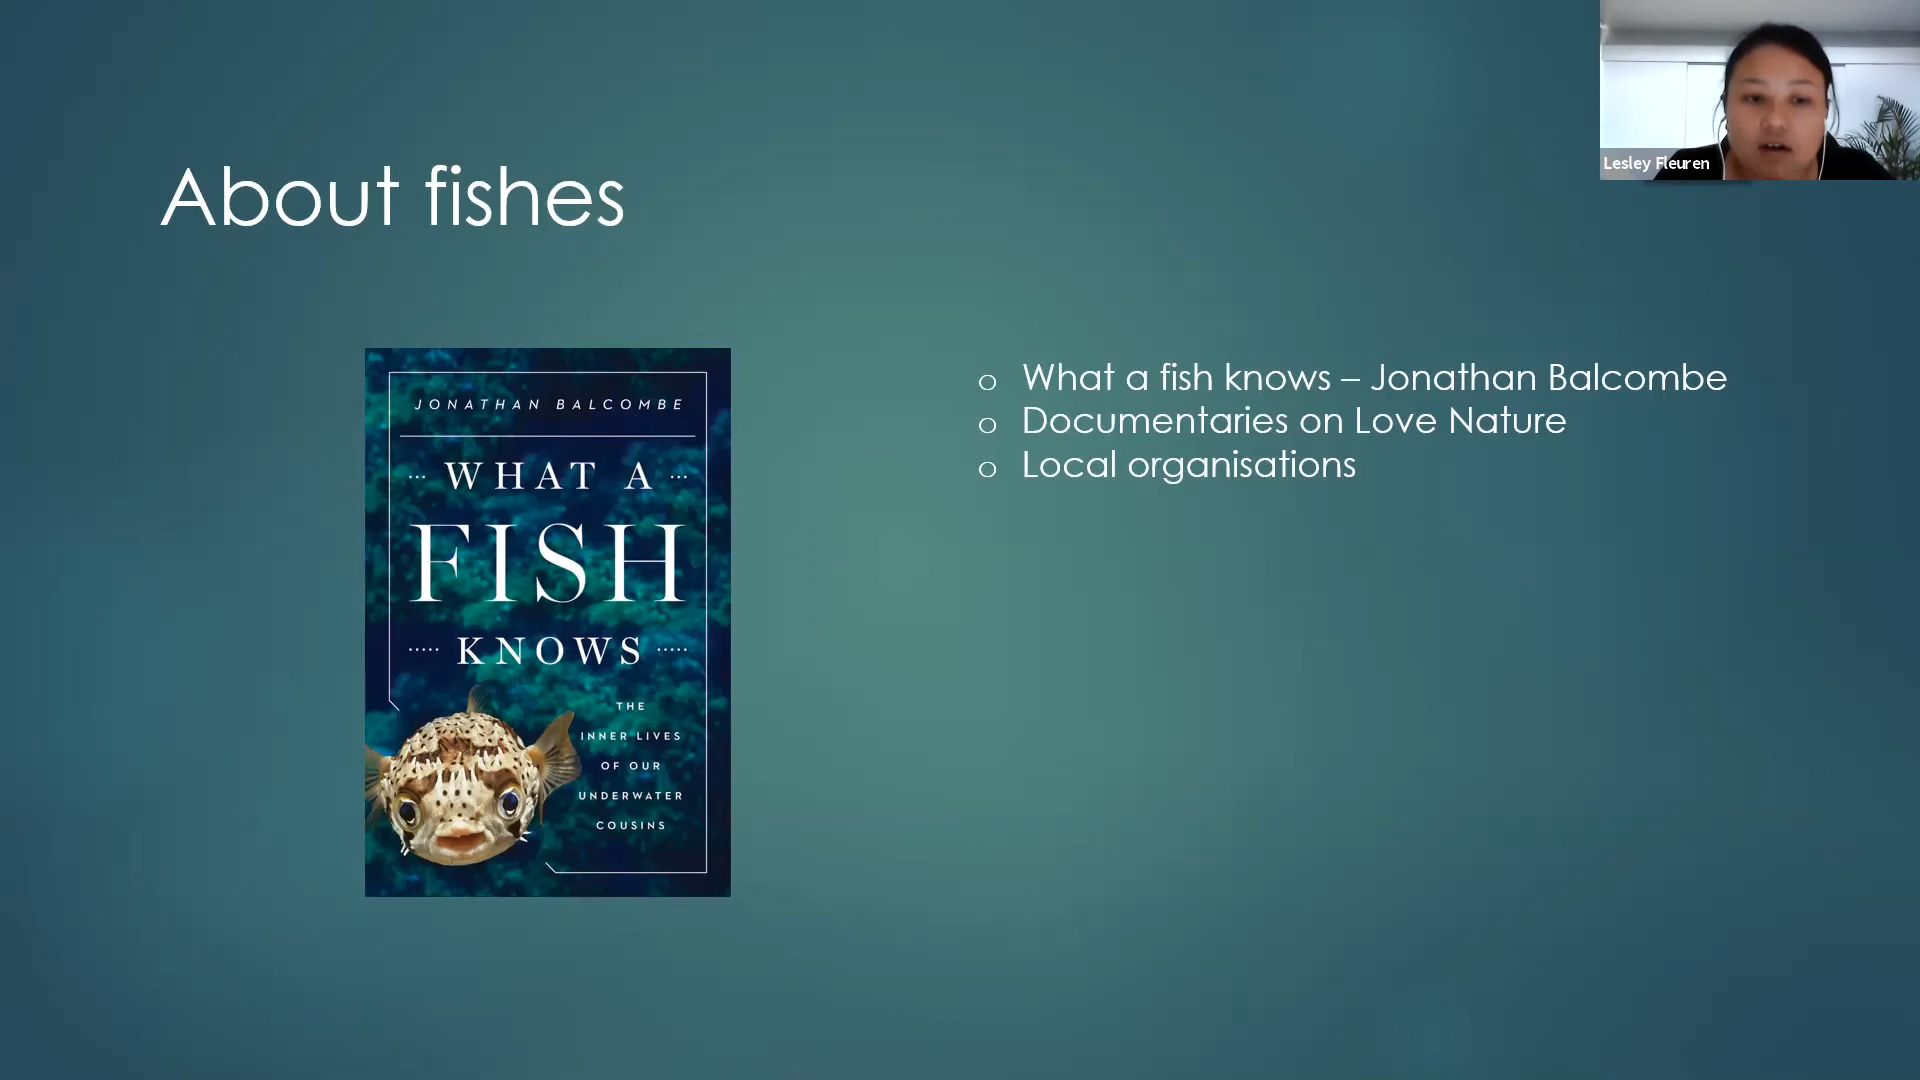 Lesley Fleuren
About fishes
JONATHAN BALCOMBE
WHAT A
FISH
KNOWS
THE
INNER LIVES
OF OUR
UNDERWATER
COUSINS
What a fish knows – Jonathan Balcombe
Documentaries on Love Nature
Local organisations